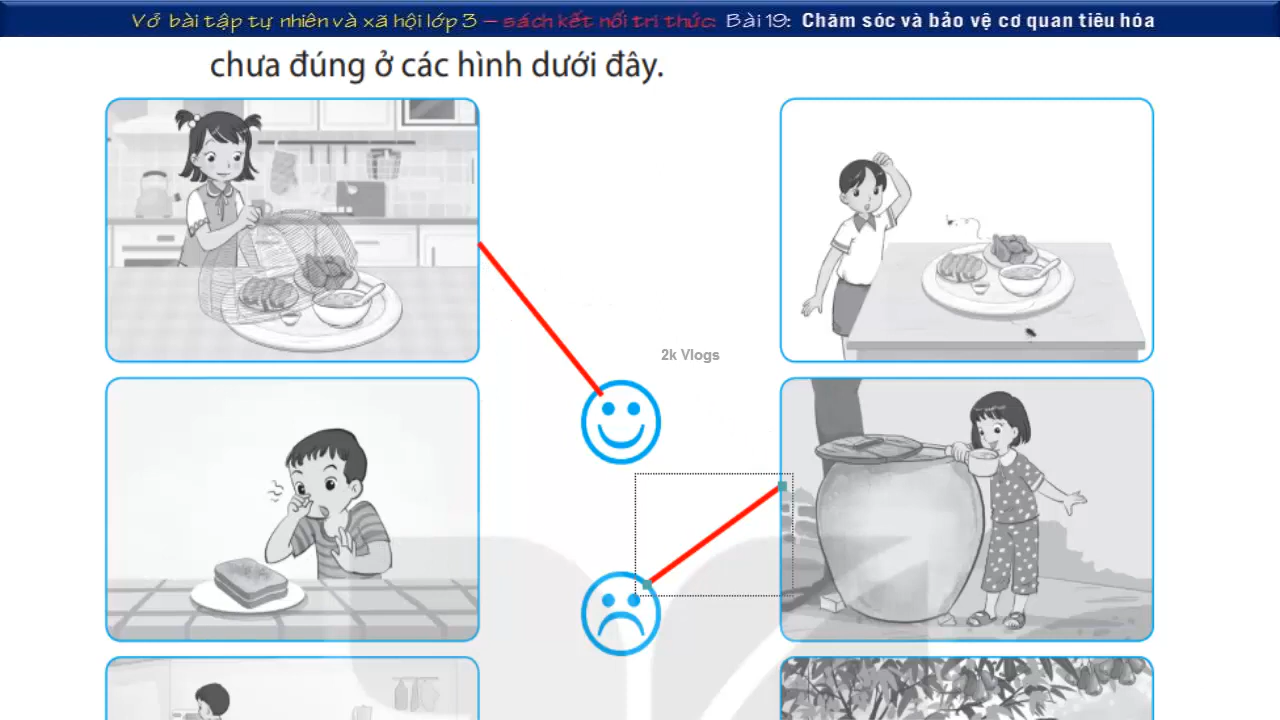 Vở bài tập tự nhiên và xã hội lớp 3 – sách kết nối tri thức: Bài 19: Chăm sóc và bảo vệ cơ quan tiêu hóa
chưa đúng ở các hình dưới đây.
2k Vlogs